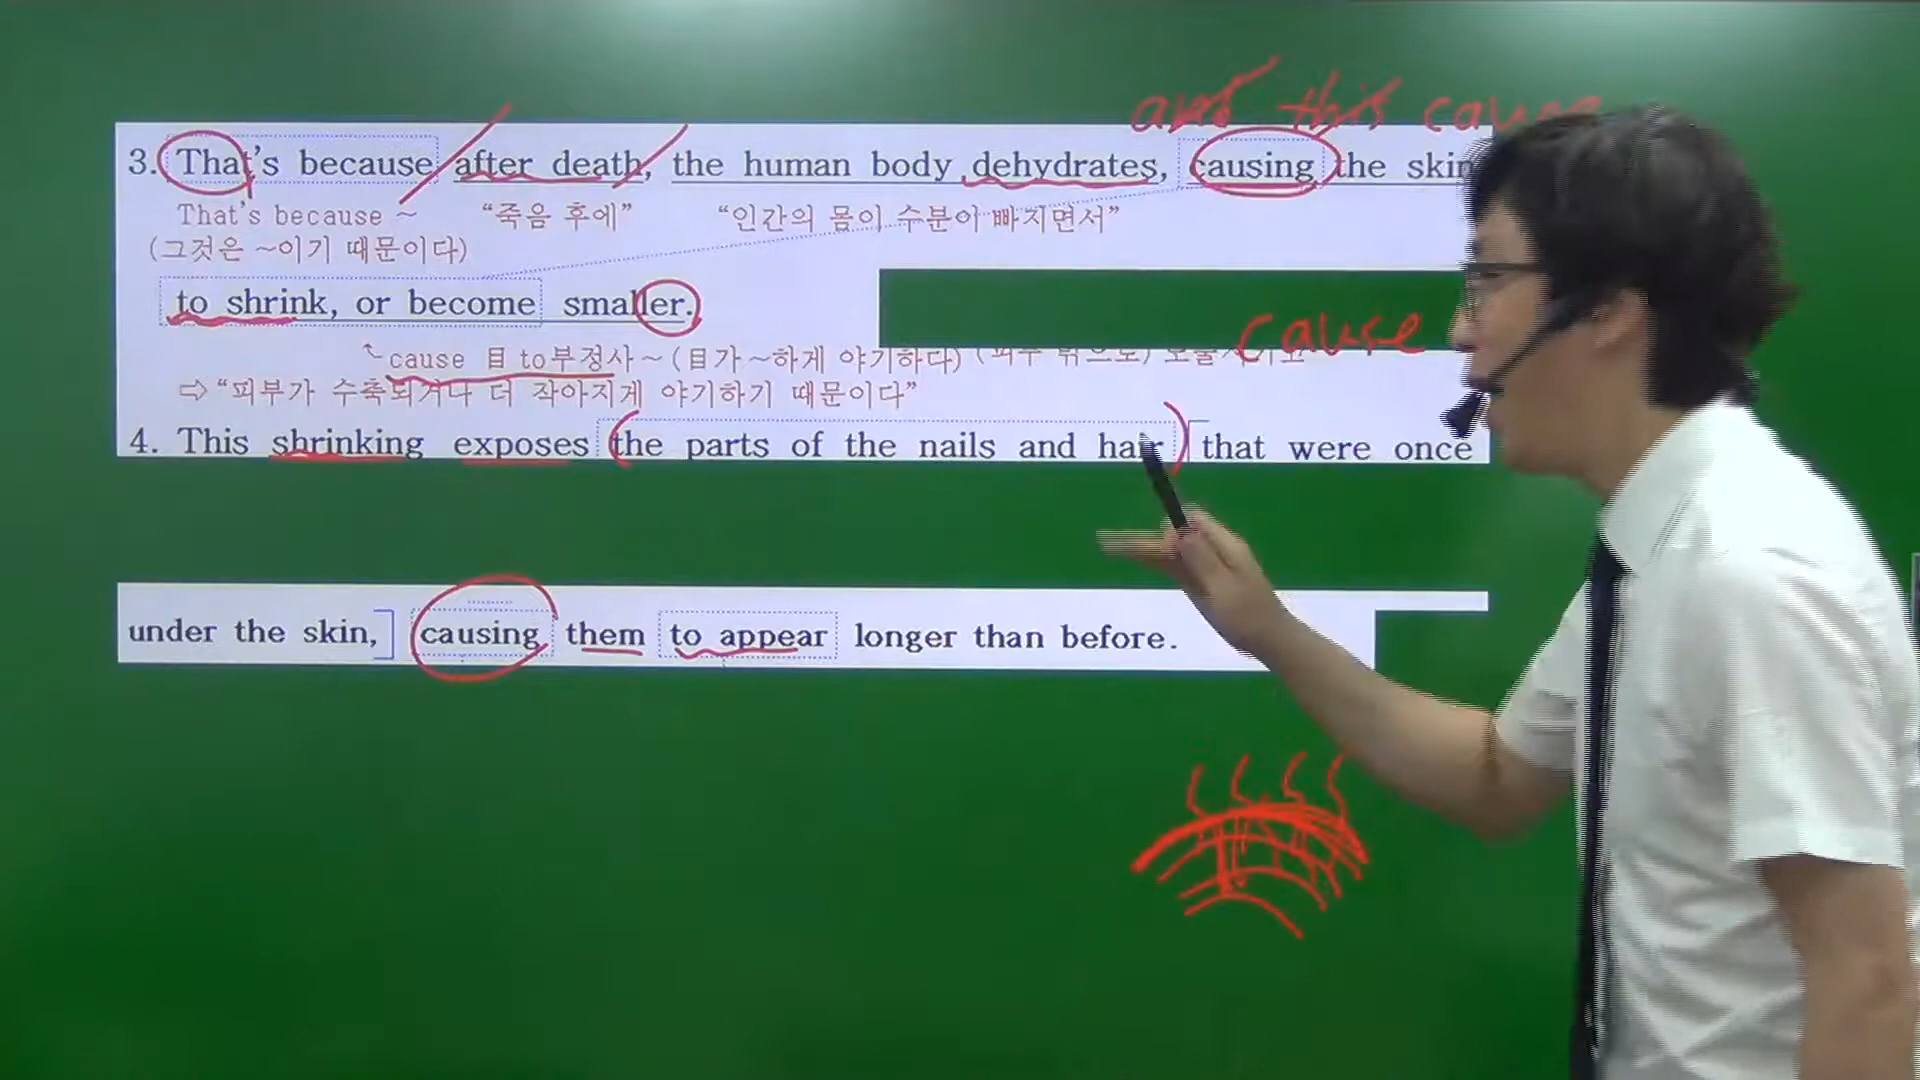 and this cause
3. That's because after death, the human body dehydrates, causing the skin
That's because ~ “죽음 후에” “인간의 몸이 수분이 빠지면서”
(그것은 ~이기 때문이다)
to shrink, or become smaller.
cause
cause 目 to부정사 ~ (目가 ~하게 야기하다)
⇨ “피부가 수축되거나 더 작아지게 야기하기 때문이다”
4. This shrinking exposes the parts of the nails and hair that were once
under the skin, causing them to appear longer than before.